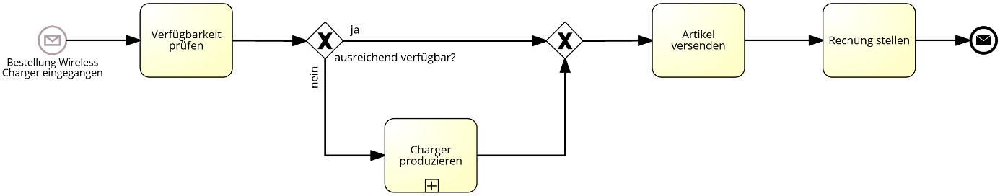 Bestellung Wireless
Charger eingegangen
Verfügbarkeit
prüfen
ja
ausreichend verfügbar?
nein
Charger
produzieren
Artikel
versenden
Recnung stellen